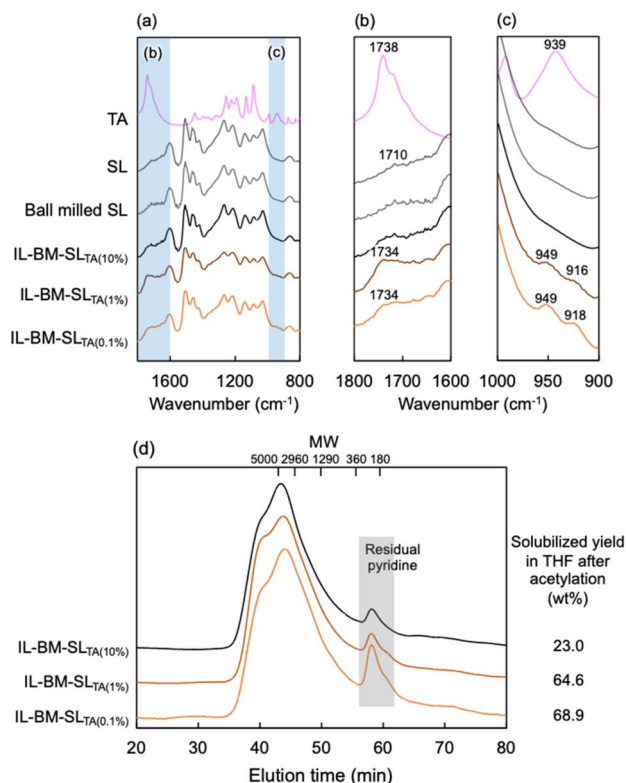 (a)
(b)
(c)
(b)
(c)
1738
939
TA
SL
Ball milled SL
IL-BM-SLTA(10%)
IL-BM-SLTA(1%)
IL-BM-SLTA(0.1%)
1710
1734
1734
949
916
949
918
1600 1200 800
1800 1700 1600
1000 950 900
Wavenumber (cm-1)
Wavenumber (cm-1)
Wavenumber (cm-1)
(d)
MW
5000 2960 1290 360 180
Residual
pyridine
Solubilized yield
in THF after
acetylation
(wt%)
IL-BM-SLTA(10%)
23.0
IL-BM-SLTA(1%)
64.6
IL-BM-SLTA(0.1%)
68.9
20 30 40 50 60 70 80
Elution time (min)